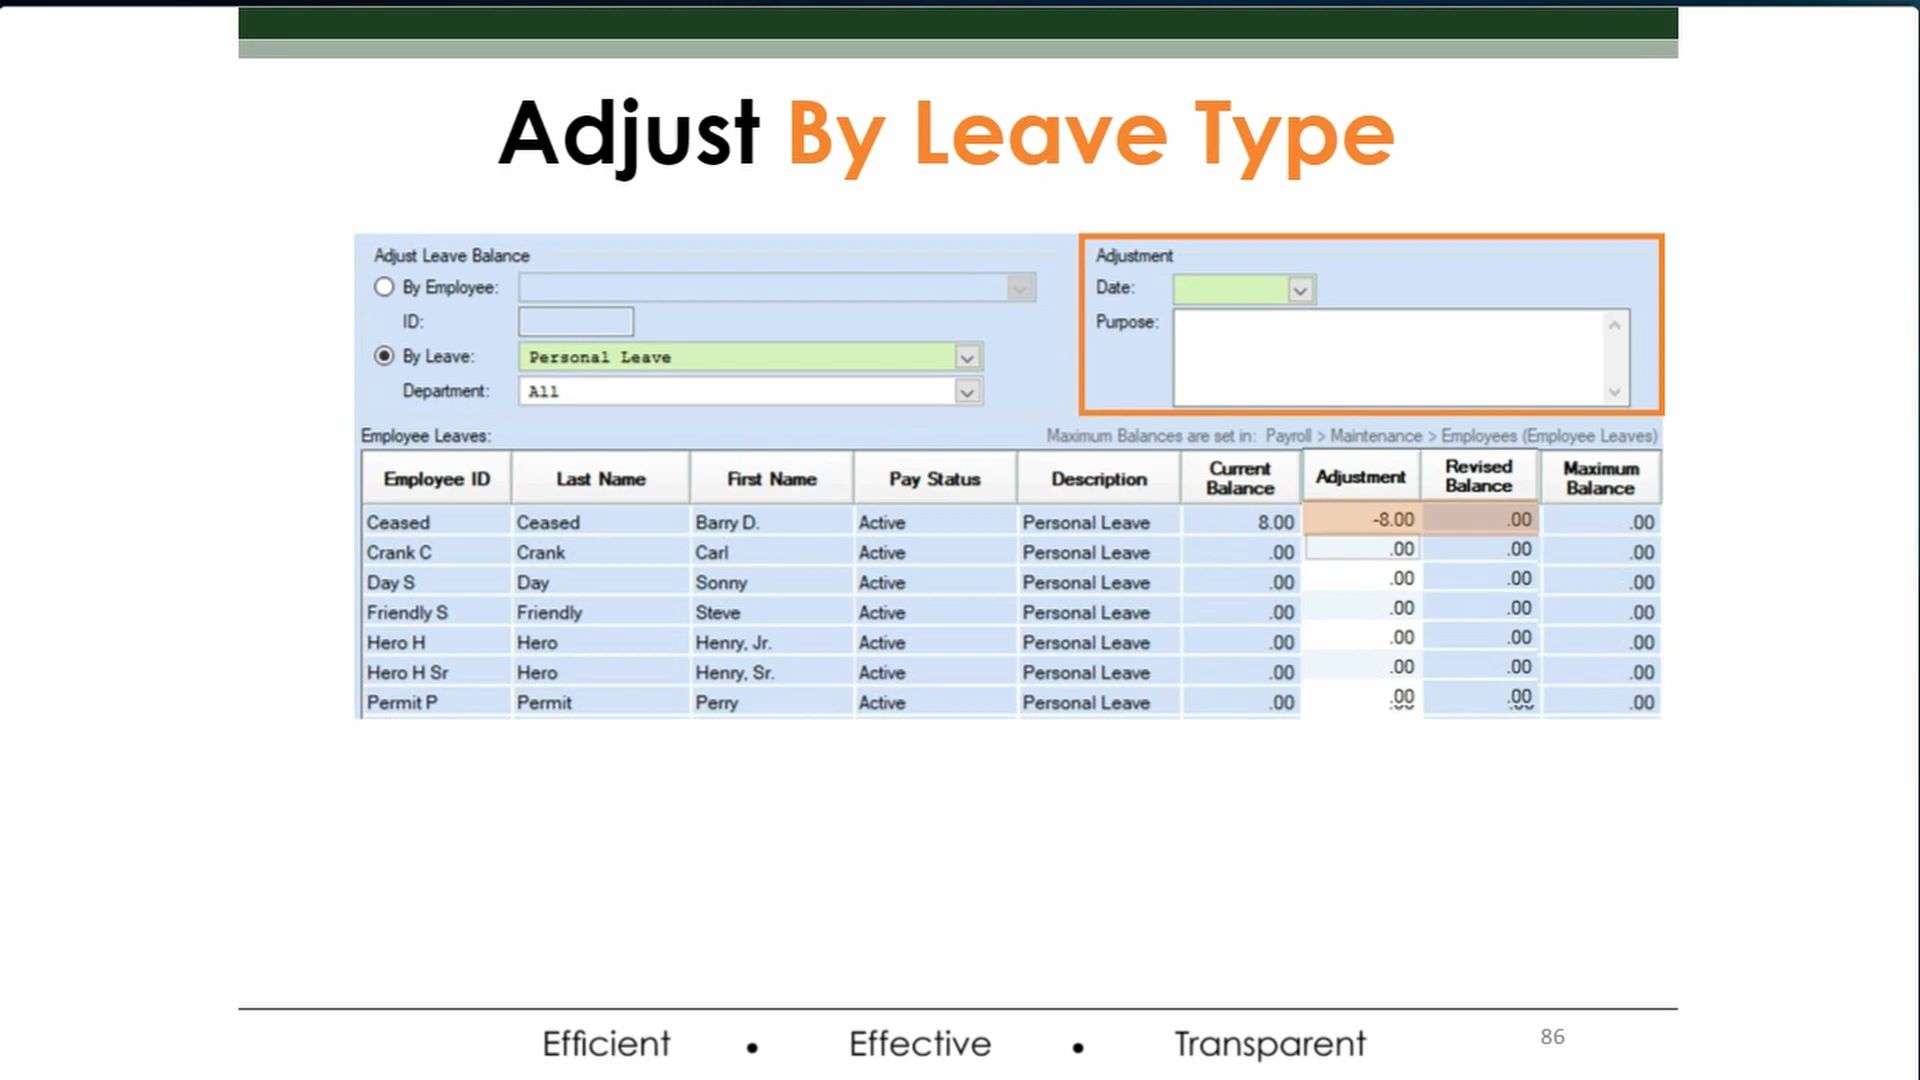 Adjust By Leave Type
Adjust Leave Balance
By Employee:
ID:
By Leave: Personal Leave
Department: All
Adjustment
Date:
Purpose:
Employee Leaves: Maximum Balances are set in: Payroll > Maintenance > Employees (Employee Leaves)
Employee ID Last Name First Name Pay Status Description Current Balance Adjustment Revised Balance Maximum Balance
Ceased Ceased Barry D. Active Personal Leave 8.00 -8.00 .00 .00
Crank C Crank Carl Active Personal Leave .00 .00 .00 .00
Day S Day Sonny Active Personal Leave .00 .00 .00 .00
Friendly S Friendly Steve Active Personal Leave .00 .00 .00 .00
Hero H Hero Henry, Jr. Active Personal Leave .00 .00 .00 .00
Hero H Sr Hero Henry, Sr. Active Personal Leave .00 .00 .00 .00
Permit P Permit Perry Active Personal Leave .00 .00 .00 .00
Efficient • Effective • Transparent 86